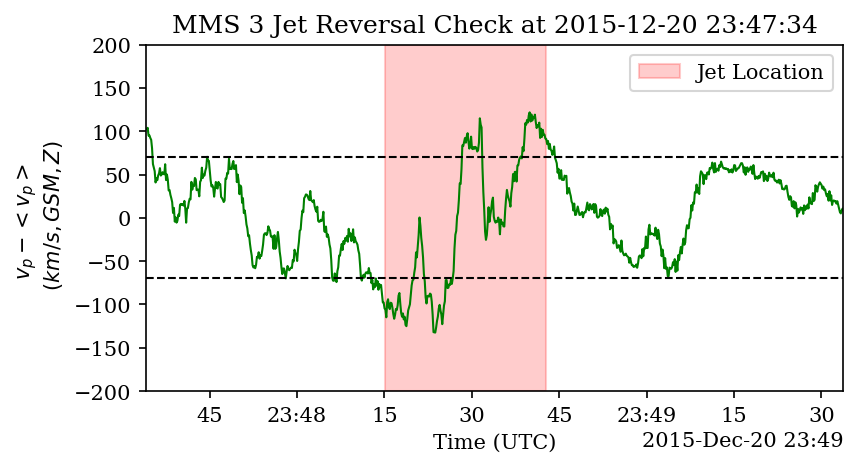 MMS 3 Jet Reversal Check at 2015-12-20 23:47:34
200
150
100
50
0
−50
−100
−150
−200
v_p − < v_p >
(km/s, GSM, Z)
Jet Location
45 23:48 15 30 45 23:49 15 30
Time (UTC)
2015-Dec-20 23:49